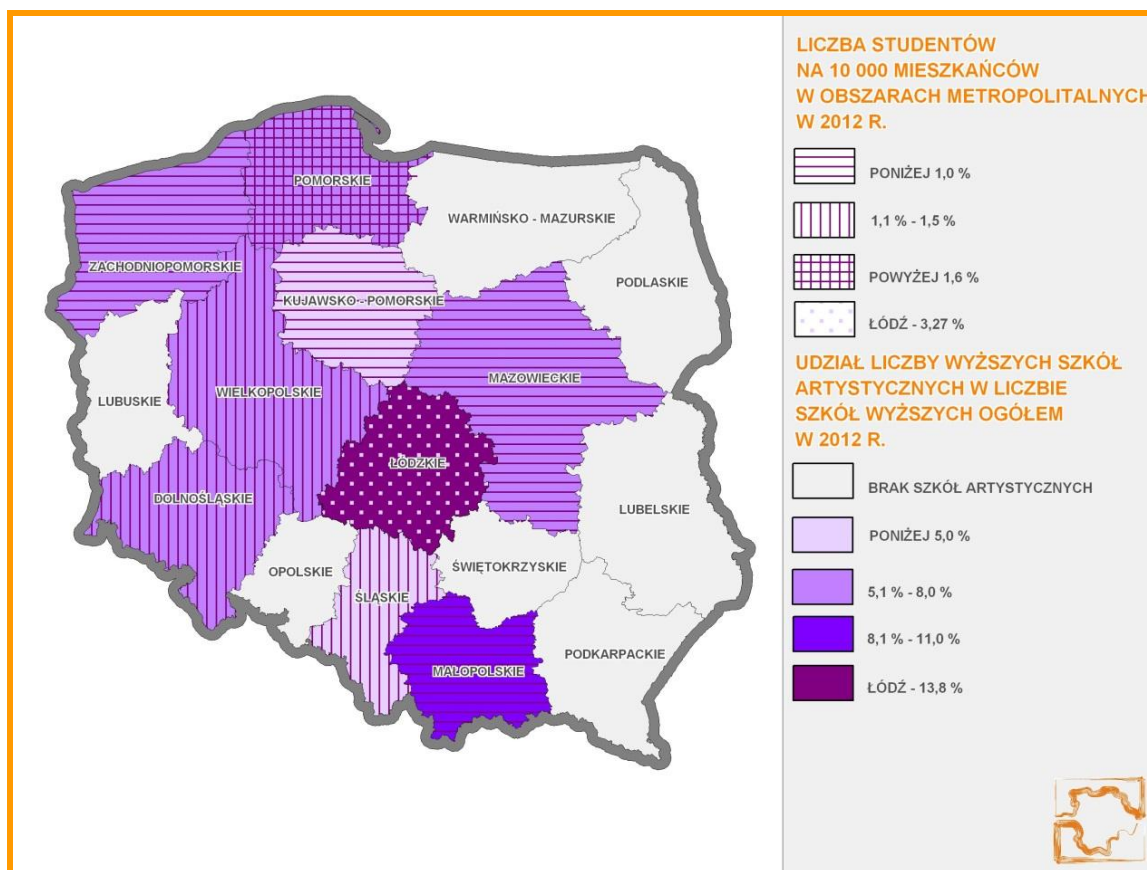 LICZBA STUDENTÓW
NA 10 000 MIESZKAŃCÓW
W OBSZARACH METROPOLITALNYCH
W 2012 R.
PONIŻEJ 1,0 %
1,1 % - 1,5 %
POWYŻEJ 1,6 %
ŁÓDŹ - 3,27 %
UDZIAŁ LICZBY WYŻSZYCH SZKÓŁ
ARTYSTYCZNYCH W LICZBIE
SZKÓŁ WYŻSZYCH OGÓŁEM
W 2012 R.
BRAK SZKÓŁ ARTYSTYCZNYCH
PONIŻEJ 5,0 %
5,1 % - 8,0 %
8,1 % - 11,0 %
ŁÓDŹ - 13,8 %
POMORSKIE
WARMIŃSKO - MAZURSKIE
ZACHODNIOPOMORSKIE
PODLASKIE
KUJAWSKO - POMORSKIE
MAZOWIECKIE
WIELKOPOLSKIE
LUBUSKIE
ŁÓDZKIE
DOLNOŚLĄSKIE
LUBELSKIE
OPOLSKIE
ŚWIĘTOKRZYSKIE
ŚLĄSKIE
PODKARPACKIE
MAŁOPOLSKIE